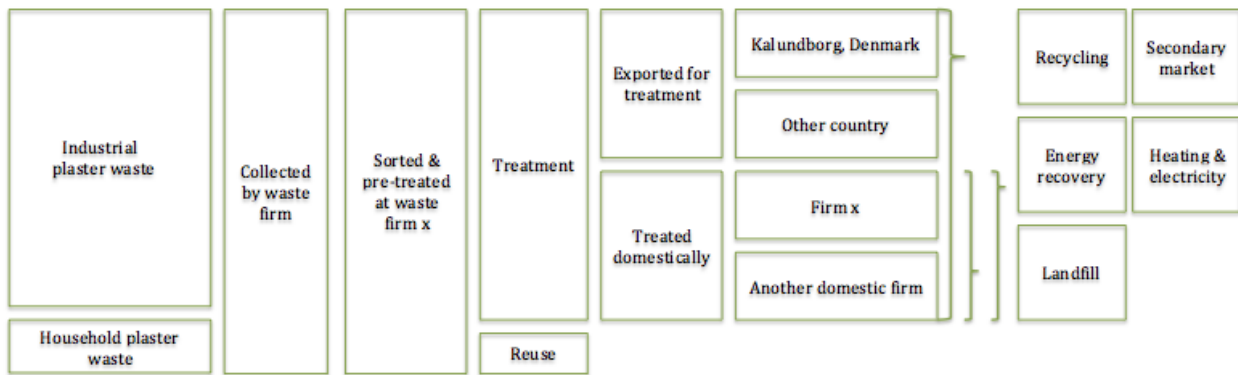 Industrial
plaster waste
Household plaster
waste
Collected
by waste
firm
Sorted &
pre-treated
at waste
firm x
Treatment
Reuse
Exported for
treatment
Treated
domestically
Kalundborg, Denmark
Other country
Firm x
Another domestic firm
Recycling
Secondary
market
Energy
recovery
Heating &
electricity
Landfill